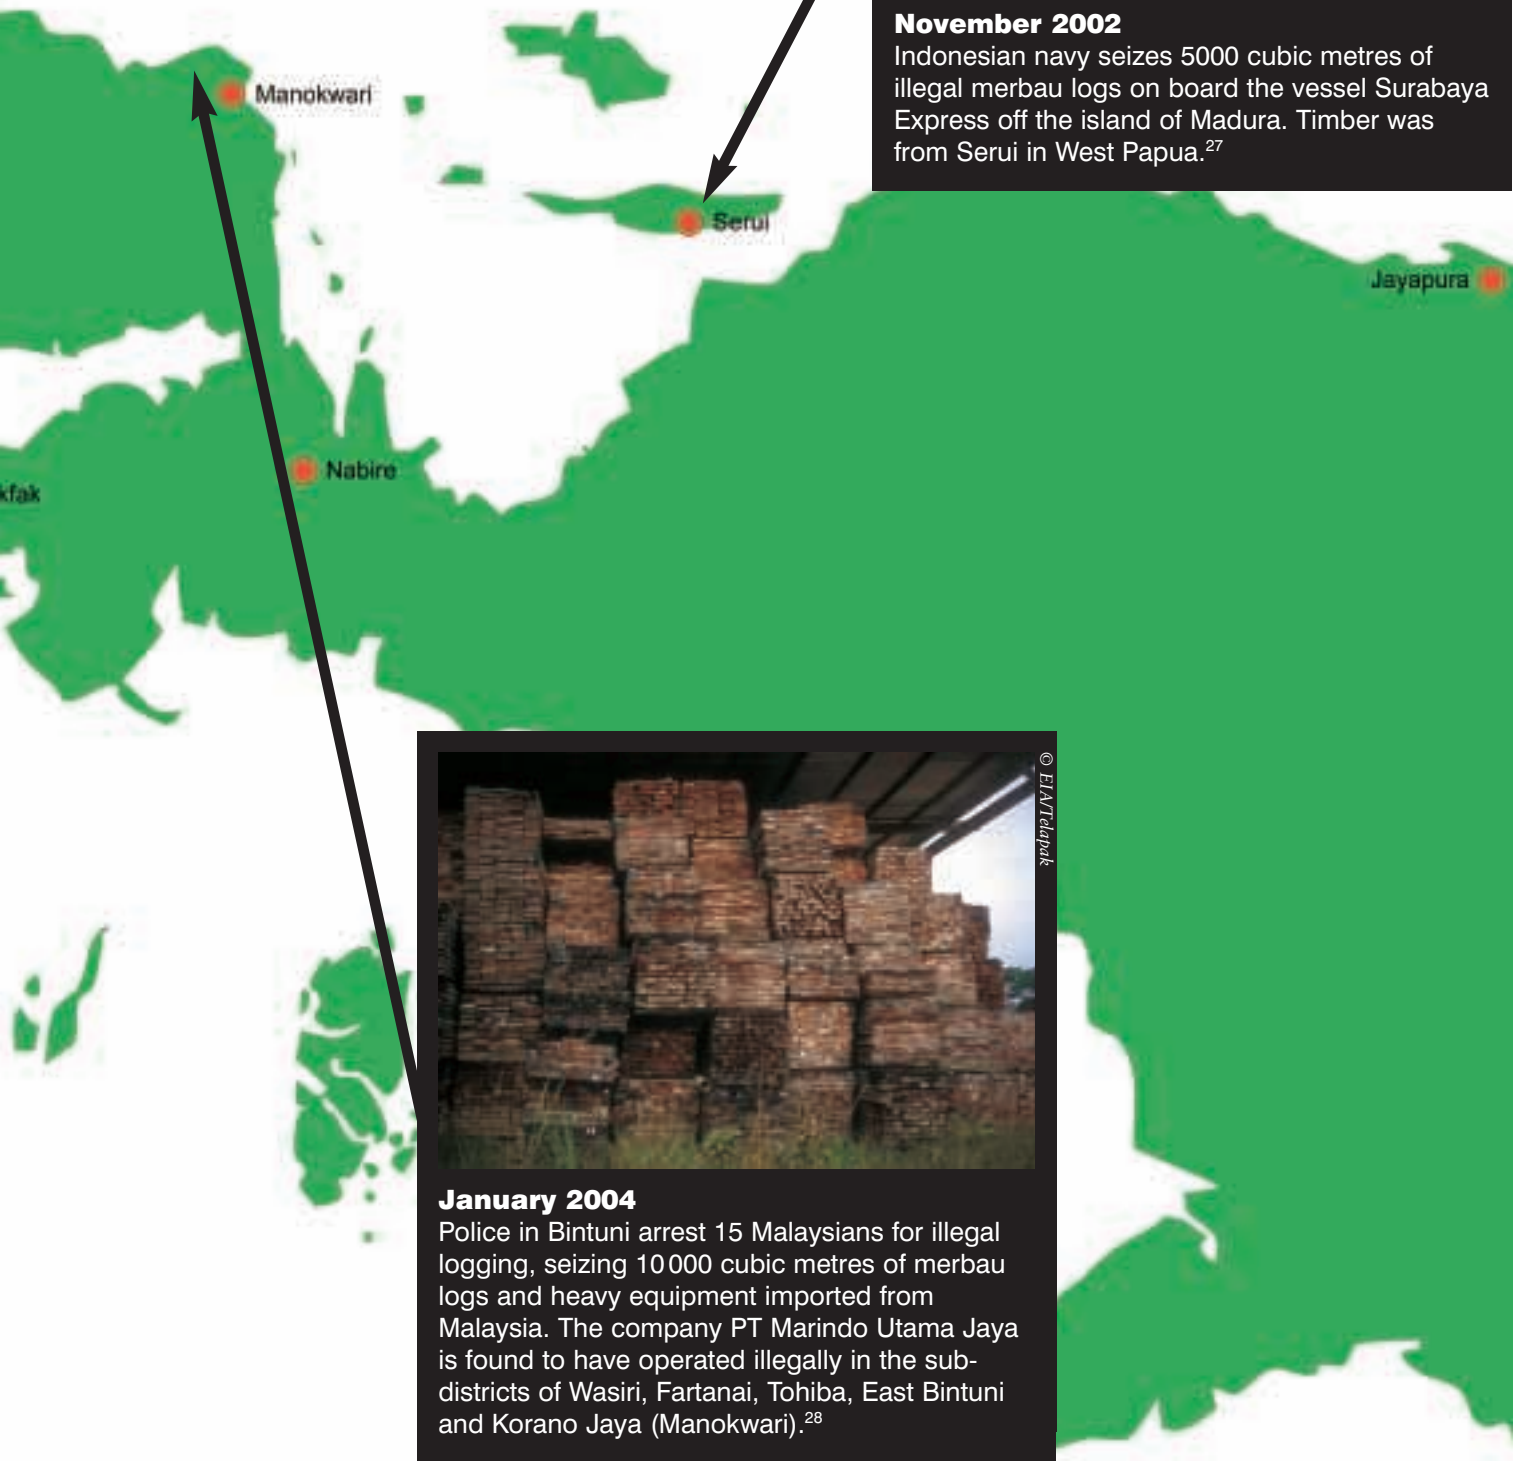 November 2002
Indonesian navy seizes 5000 cubic metres of
illegal merbau logs on board the vessel Surabaya
Express off the island of Madura. Timber was
from Serui in West Papua.27
Manokwari
Serui
Jayapura
Nabire
kfak
© EIA/Telapak
January 2004
Police in Bintuni arrest 15 Malaysians for illegal
logging, seizing 10 000 cubic metres of merbau
logs and heavy equipment imported from
Malaysia. The company PT Marindo Utama Jaya
is found to have operated illegally in the sub-
districts of Wasiri, Fartanai, Tohiba, East Bintuni
and Korano Jaya (Manokwari).28